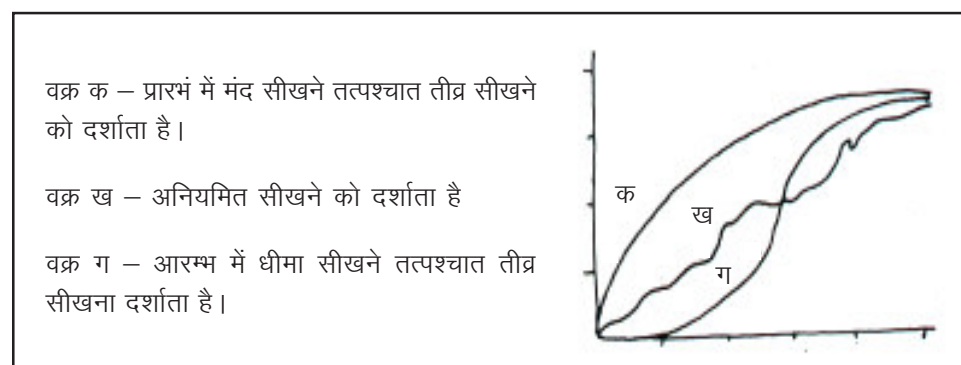 वक्र क – प्रारभं में मंद सीखने तत्पश्चात तीव्र सीखने
को दर्शाता है।
वक्र ख – अनियमित सीखने को दर्शाता है
वक्र ग – आरम्भ में धीमा सीखने तत्पश्चात तीव्र
सीखना दर्शाता है।
क
ख
ग